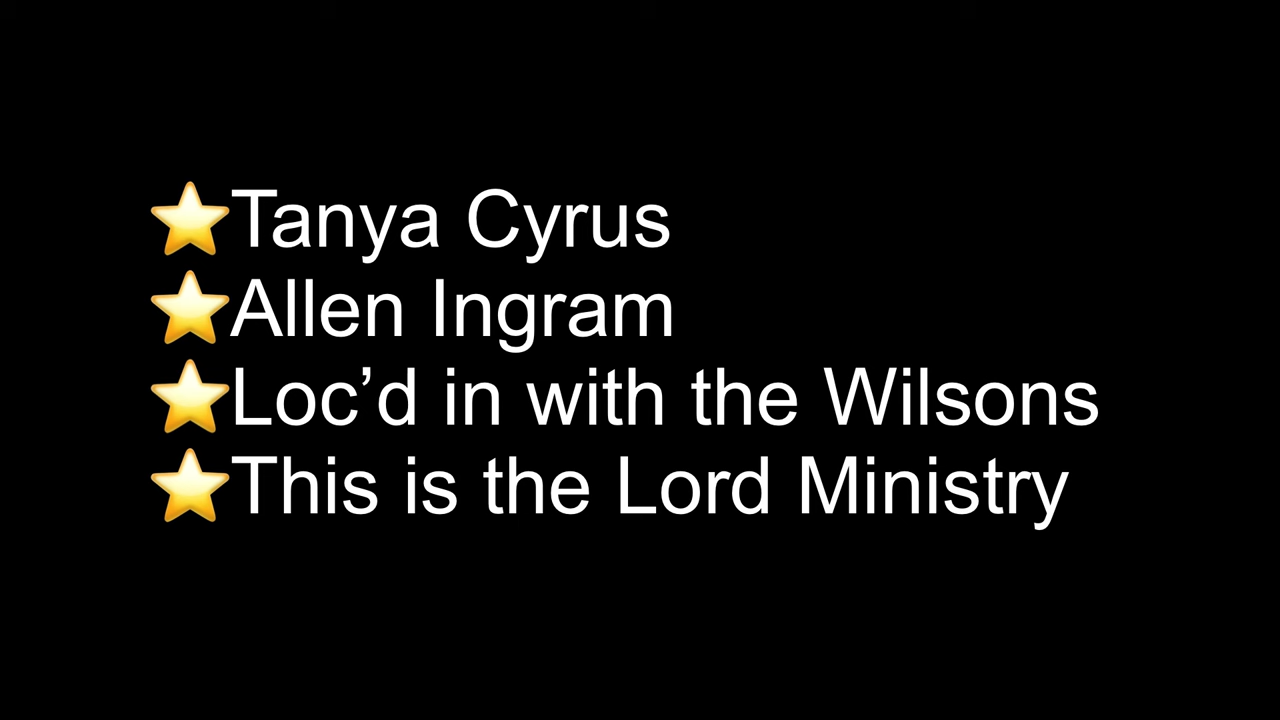 ⭐Tanya Cyrus
⭐Allen Ingram
⭐Loc’d in with the Wilsons
⭐This is the Lord Ministry